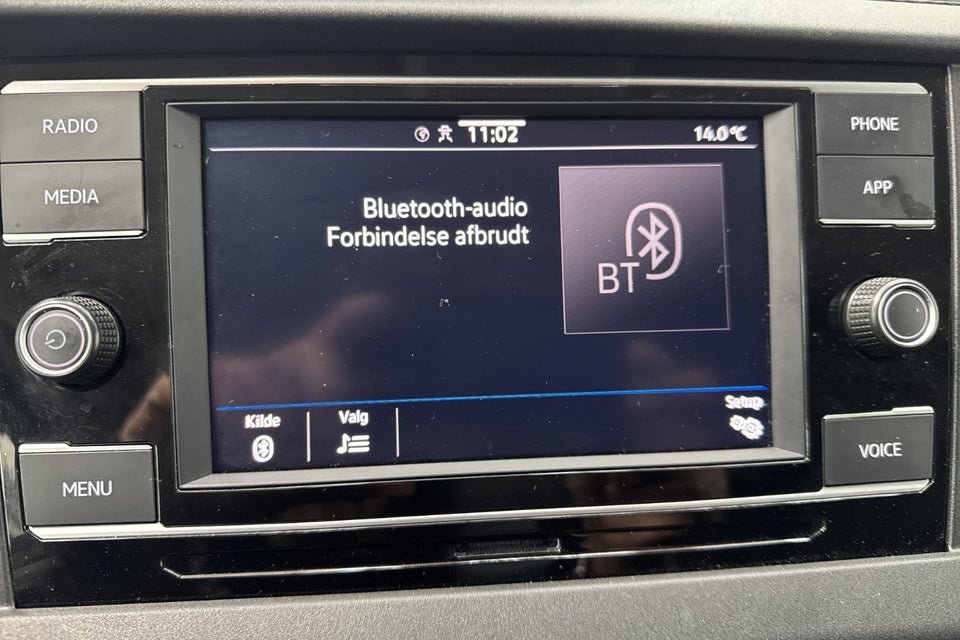 RADIO
MEDIA
MENU
11:02
14.0°C
Bluetooth-audio
Forbindelse afbrudt
BT
Kilde
Valg
Setup
PHONE
APP
VOICE